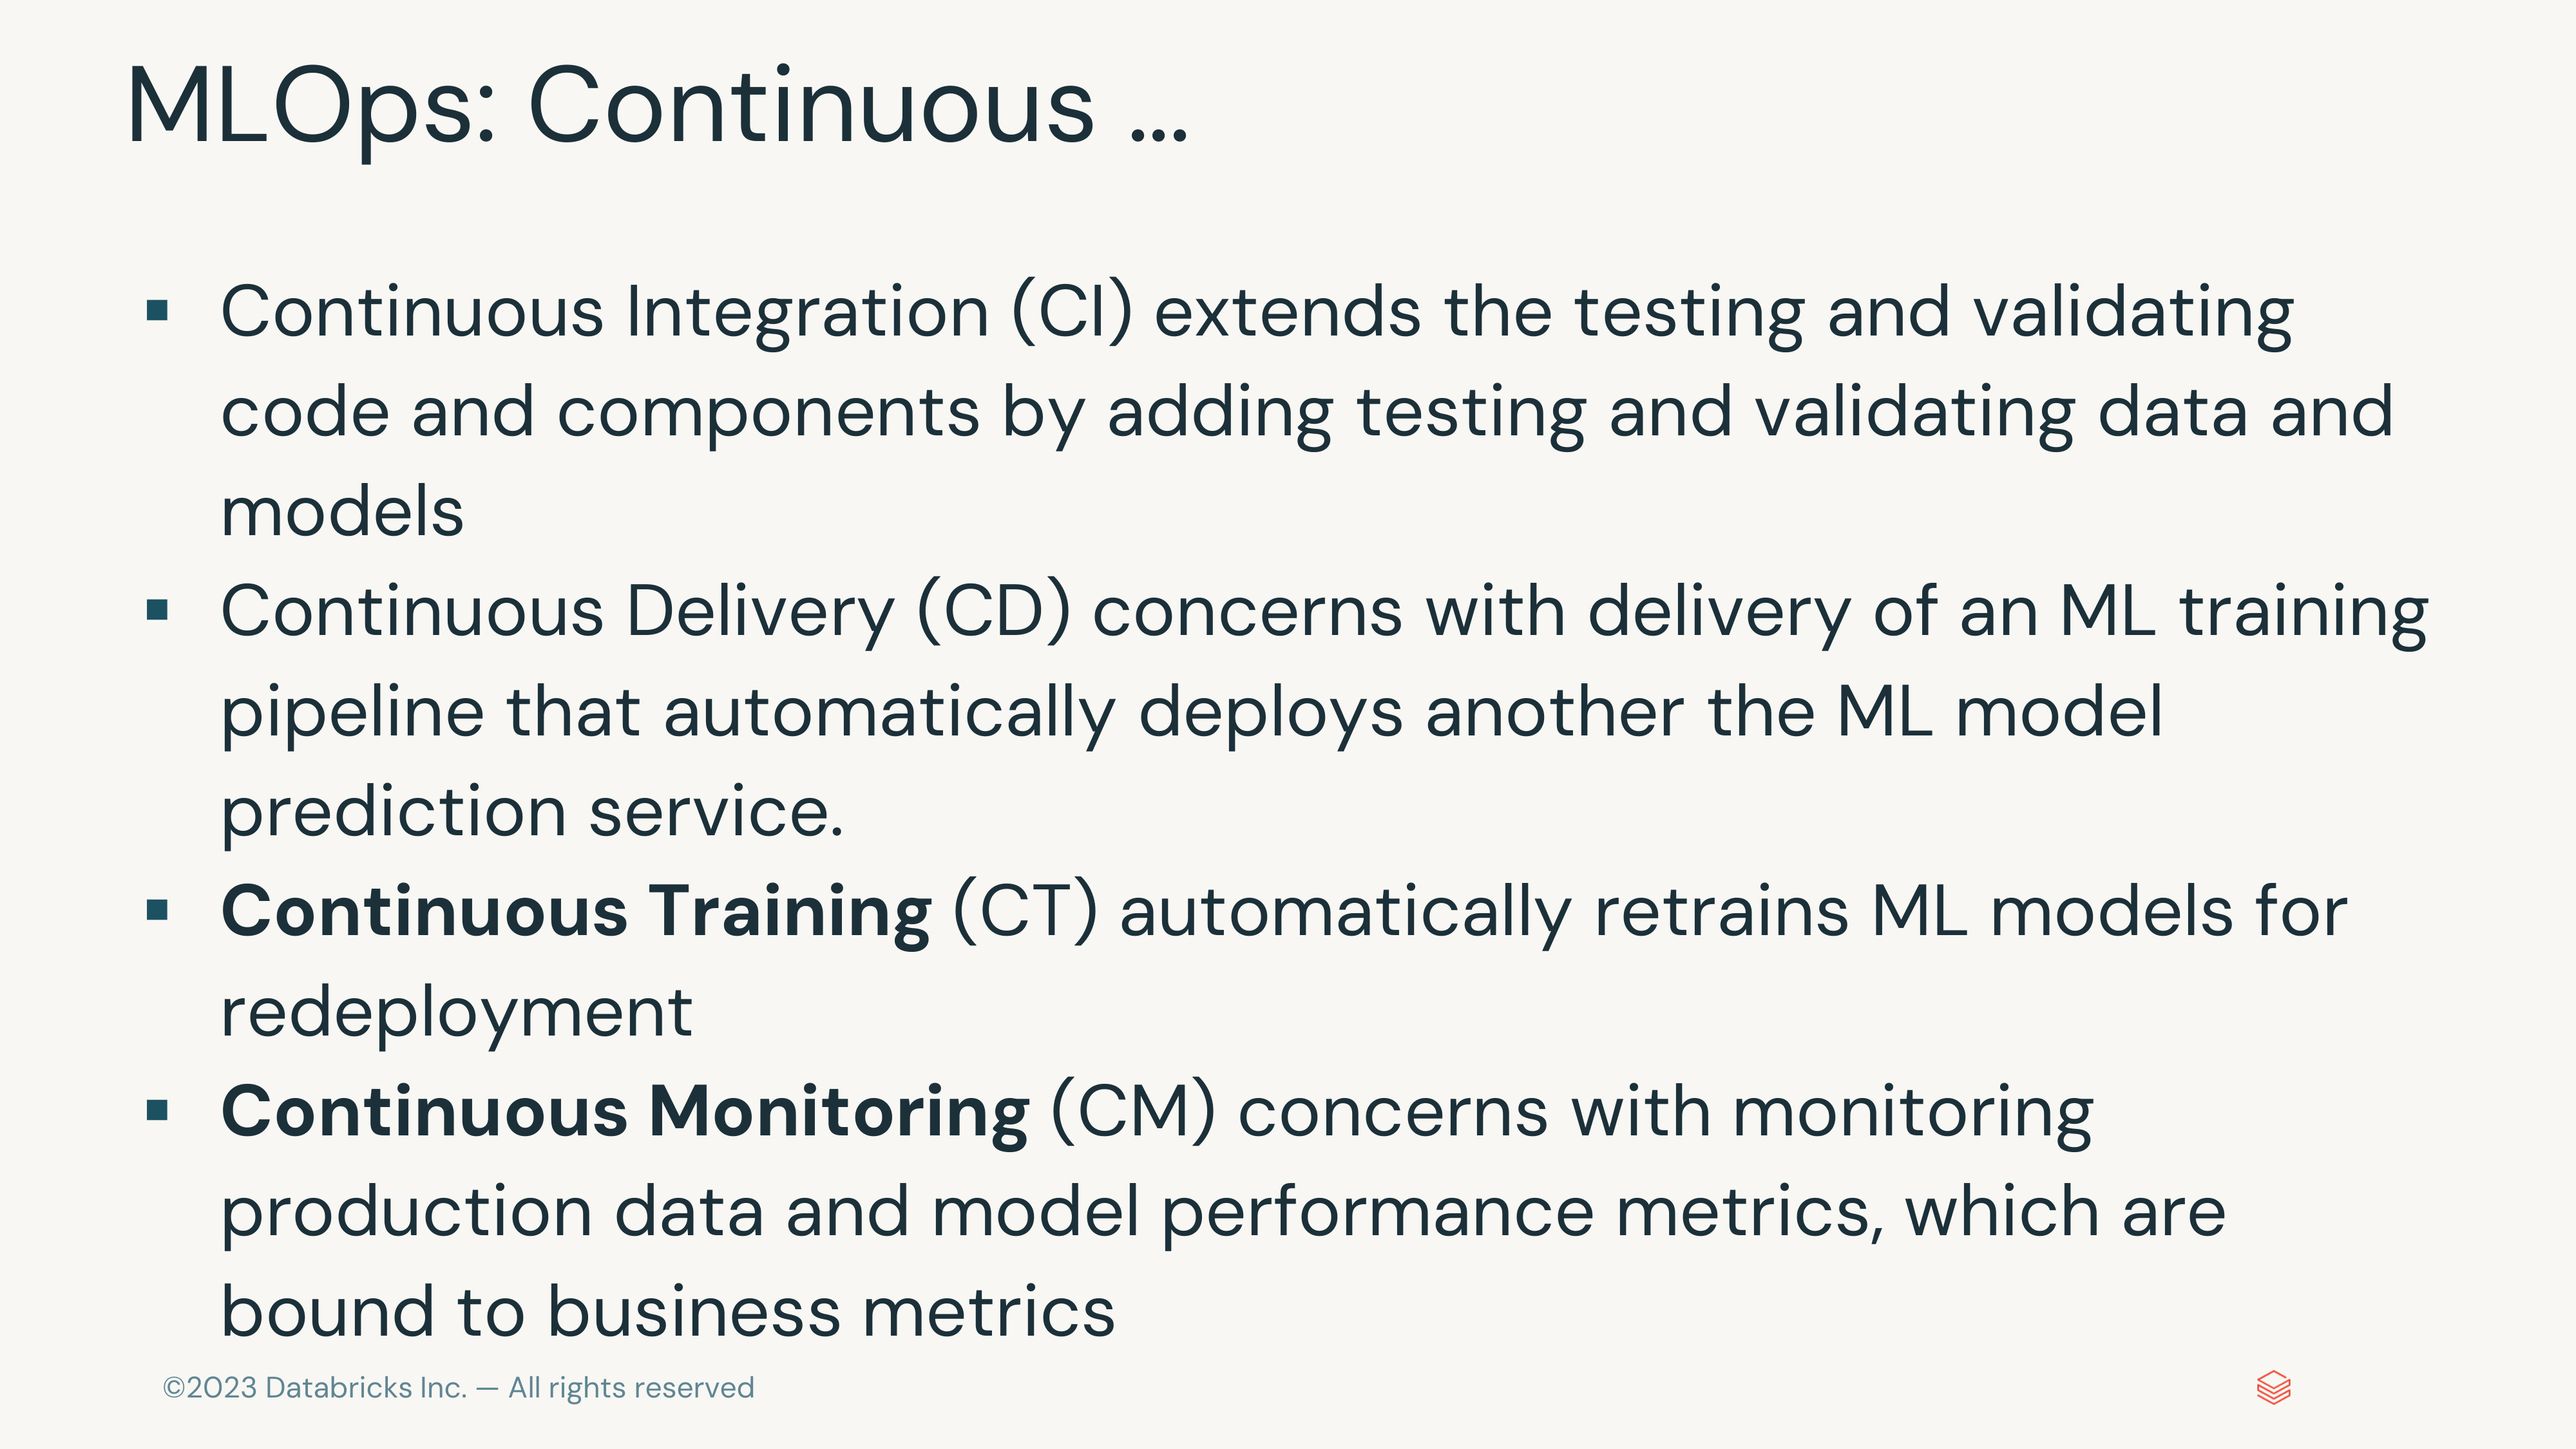 MLOps: Continuous ...
▪ Continuous Integration (CI) extends the testing and validating
code and components by adding testing and validating data and
models
▪ Continuous Delivery (CD) concerns with delivery of an ML training
pipeline that automatically deploys another the ML model
prediction service.
▪ Continuous Training (CT) automatically retrains ML models for
redeployment
▪ Continuous Monitoring (CM) concerns with monitoring
production data and model performance metrics, which are
bound to business metrics
©2023 Databricks Inc. — All rights reserved